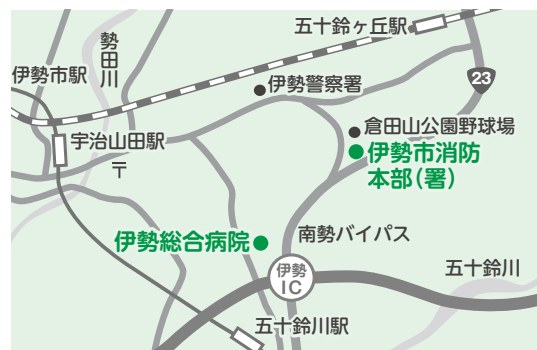 五十鈴ヶ丘駅
勢田川
伊勢市駅
23
伊勢警察署
倉田山公園野球場
宇治山田駅
〒
伊勢市消防
本部(署)
伊勢総合病院
南勢バイパス
伊勢
IC
五十鈴川
五十鈴川駅